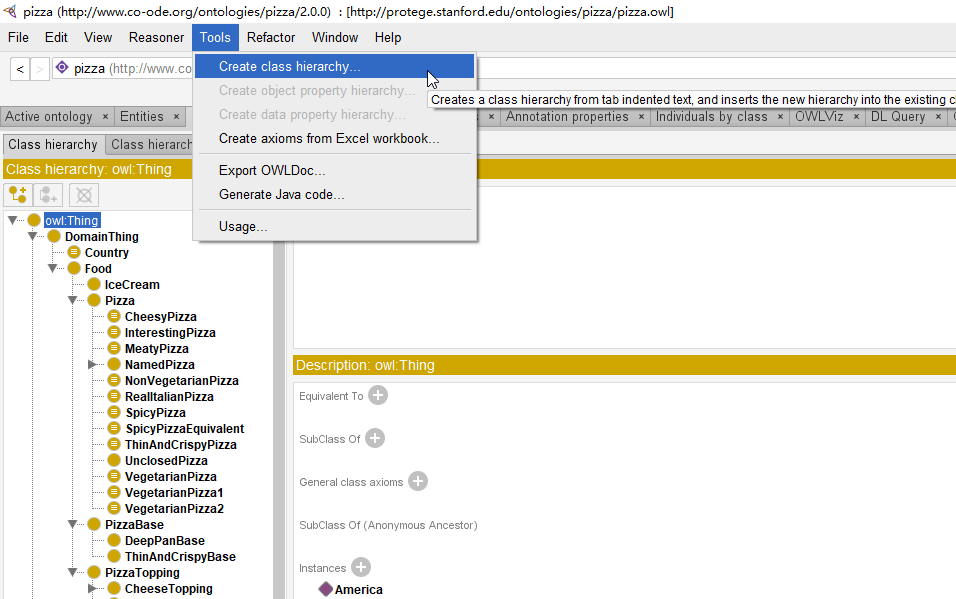 pizza (http://www.co-ode.org/ontologies/pizza/2.0.0) : [http://protege.stanford.edu/ontologies/pizza/pizza.owl]
File Edit View Reasoner Tools Refactor Window Help
< > pizza (http://www.co
Create class hierarchy...
Create object property hierarchy...
Creates a class hierarchy from tab indented text, and inserts the new hierarchy into the existing c
Create data property hierarchy...
Active ontology × Entities × × Annotation properties × Individuals by class × OWLViz × DL Query ×
Create axioms from Excel workbook...
Class hierarchy Class hierarch
Export OWLDoc...
Class hierarchy: owl:Thing
Generate Java code...
Usage...
owl:Thing
DomainThing
Country
Food
IceCream
Pizza
CheesyPizza
InterestingPizza
MeatyPizza
NamedPizza
NonVegetarianPizza
RealItalianPizza
SpicyPizza
SpicyPizzaEquivalent
ThinAndCrispyPizza
UnclosedPizza
VegetarianPizza
VegetarianPizza1
VegetarianPizza2
PizzaBase
DeepPanBase
ThinAndCrispyBase
PizzaTopping
CheeseTopping
Description: owl:Thing
Equivalent To
SubClass Of
General class axioms
SubClass Of (Anonymous Ancestor)
Instances
America